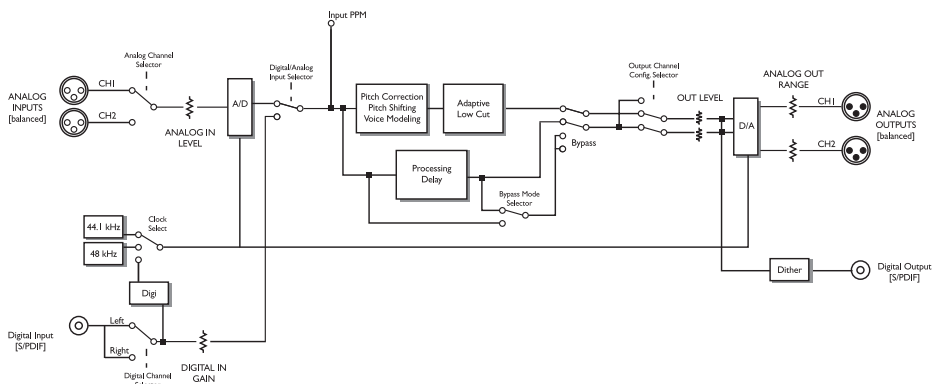 Input PPM
Analog Channel
Selector
Digital/Analog
Input Selector
Output Channel
Config. Selector
ANALOG OUT
RANGE
CH1
CH2
ANALOG
INPUTS
[balanced]
ANALOG IN
LEVEL
A/D
Pitch Correction
Pitch Shifting
Voice Modeling
Adaptive
Low Cut
Bypass
OUT LEVEL
D/A
CH1
CH2
ANALOG
OUTPUTS
[balanced]
Processing
Delay
Bypass Mode
Selector
44.1 kHz
48 kHz
Clock
Select
Digi
Dither
Digital Output
[S/PDIF]
Digital Input
[S/PDIF]
Left
Right
DIGITAL IN
GAIN
Digital Channel
Selector